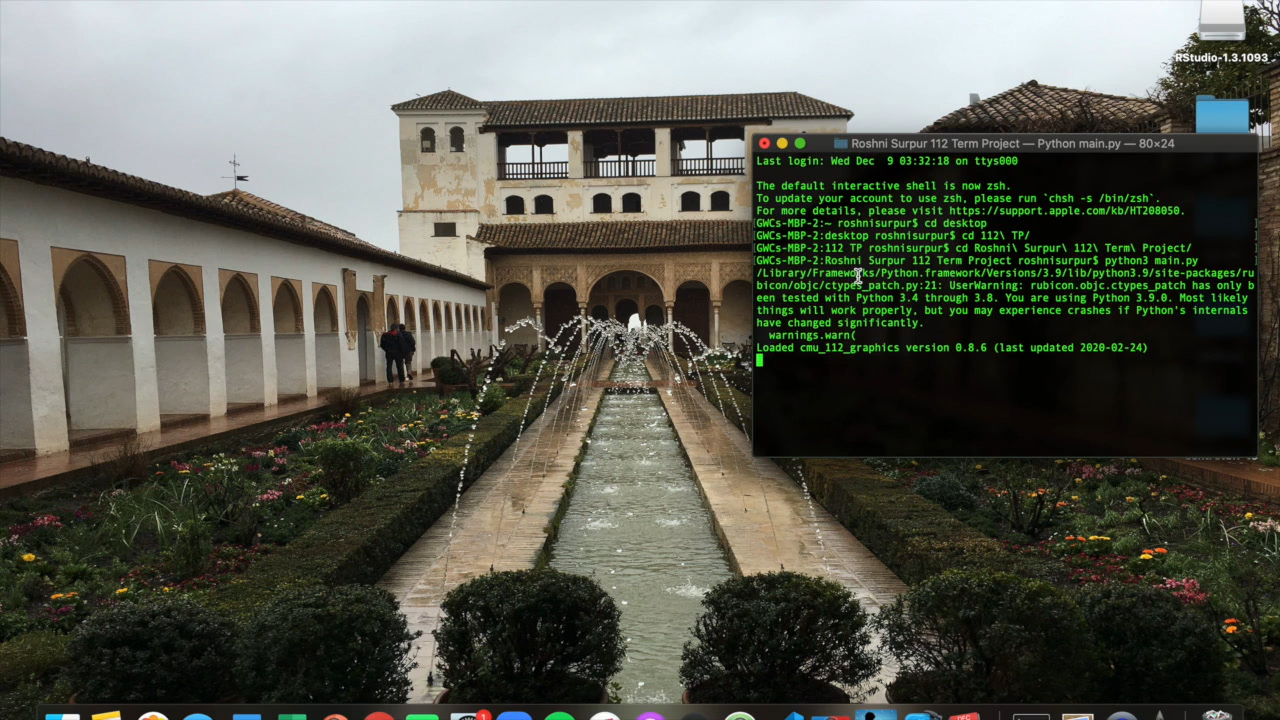 RStudio-1.3.1093
Roshni Surpur 112 Term Project — Python main.py — 80×24
Last login: Wed Dec  9 03:32:18 on ttys000
The default interactive shell is now zsh.
To update your account to use zsh, please run `chsh -s /bin/zsh`.
For more details, please visit https://support.apple.com/kb/HT208050.
[GWCs-MBP-2:~ roshnisurpur$ cd desktop
[GWCs-MBP-2:desktop roshnisurpur$ cd 112\ TP/
[GWCs-MBP-2:112 TP roshnisurpur$ cd Roshni\ Surpur\ 112\ Term\ Project/
[GWCs-MBP-2:Roshni Surpur 112 Term Project roshnisurpur$ python3 main.py
/Library/Frameworks/Python.framework/Versions/3.9/lib/python3.9/site-packages/ru
bicon/objc/ctypes_patch.py:21: UserWarning: rubicon.objc.ctypes_patch has only b
een tested with Python 3.4 through 3.8. You are using Python 3.9.0. Most likely
things will work properly, but you may experience crashes if Python's internals
have changed significantly.
  warnings.warn(
Loaded cmu_112_graphics version 0.8.6 (last updated 2020-02-24)
1
DEC